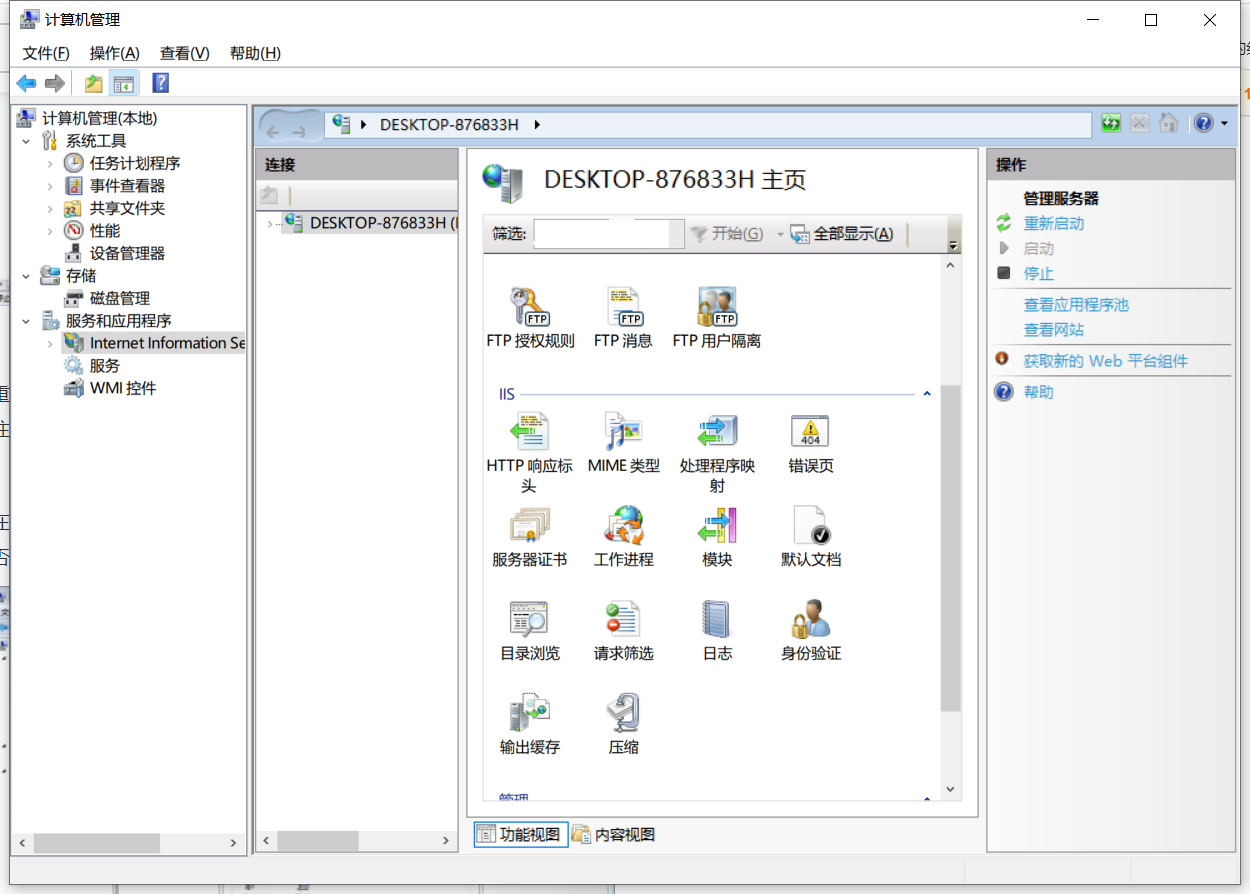 计算机管理
文件(F) 操作(A) 查看(V) 帮助(H)
计算机管理(本地)
系统工具
任务计划程序
事件查看器
共享文件夹
性能
设备管理器
存储
磁盘管理
服务和应用程序
Internet Information Se
服务
WMI 控件
DESKTOP-876833H
连接
DESKTOP-876833H (
DESKTOP-876833H 主页
筛选: 开始(G) 全部显示(A)
FTP FTP FTP
FTP 授权规则 FTP 消息 FTP 用户隔离
IIS
404
HTTP 响应标头 MIME 类型 处理程序映射 错误页
服务器证书 工作进程 模块 默认文档
目录浏览 请求筛选 日志 身份验证
输出缓存 压缩
管理
功能视图 内容视图
操作
管理服务器
重新启动
启动
停止
查看应用程序池
查看网站
获取新的 Web 平台组件
帮助